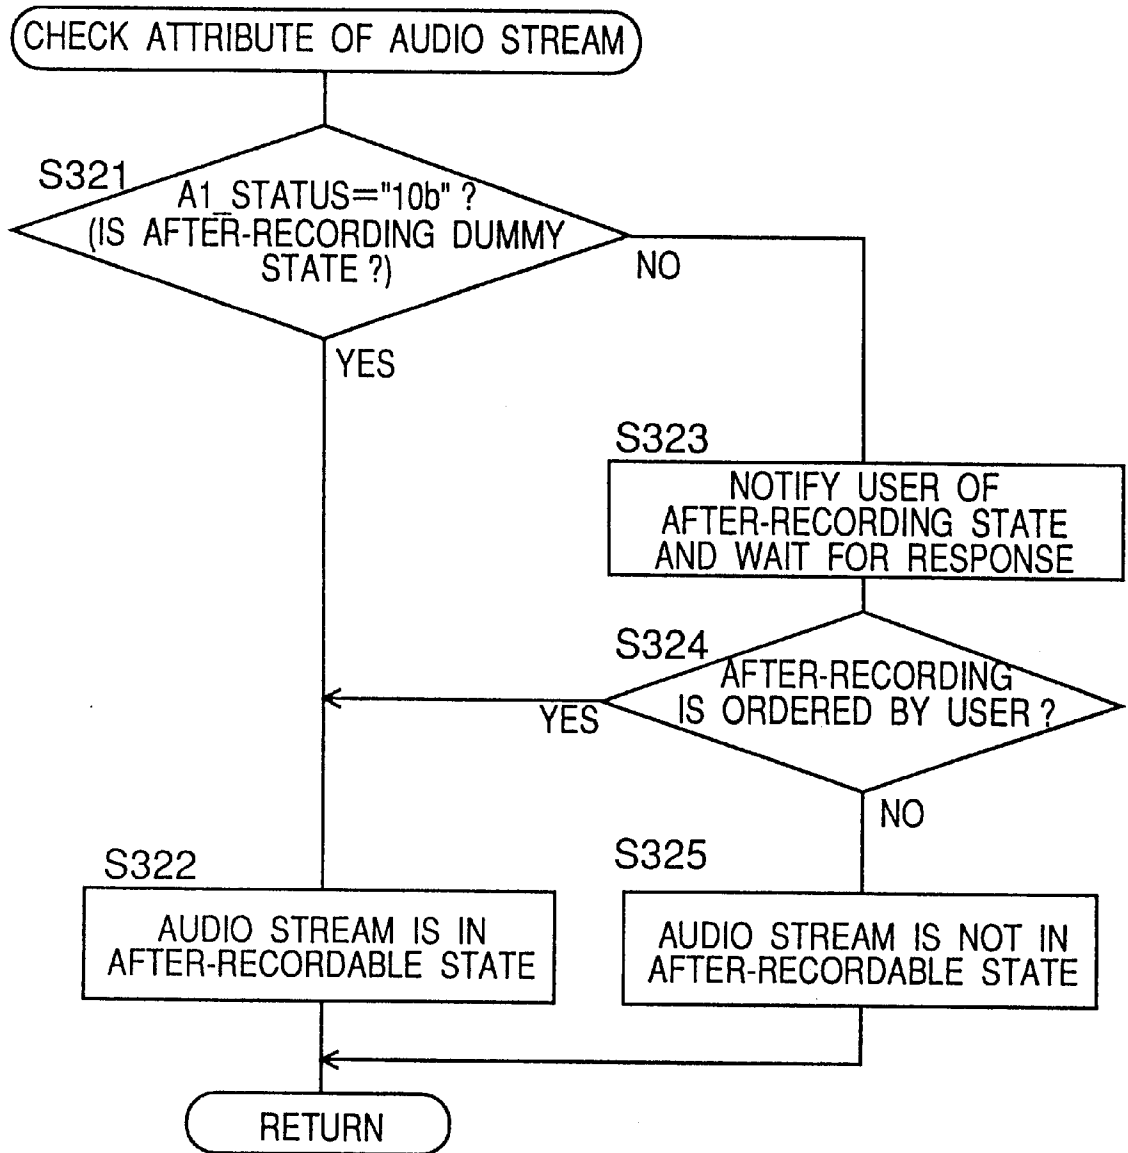 CHECK ATTRIBUTE OF AUDIO STREAM
S321
A1_STATUS="10b" ?
(IS AFTER-RECORDING DUMMY
STATE ?)
NO
YES
S323
NOTIFY USER OF
AFTER-RECORDING STATE
AND WAIT FOR RESPONSE
S324
AFTER-RECORDING
IS ORDERED BY USER ?
YES
NO
S322
AUDIO STREAM IS IN
AFTER-RECORDABLE STATE
S325
AUDIO STREAM IS NOT IN
AFTER-RECORDABLE STATE
RETURN